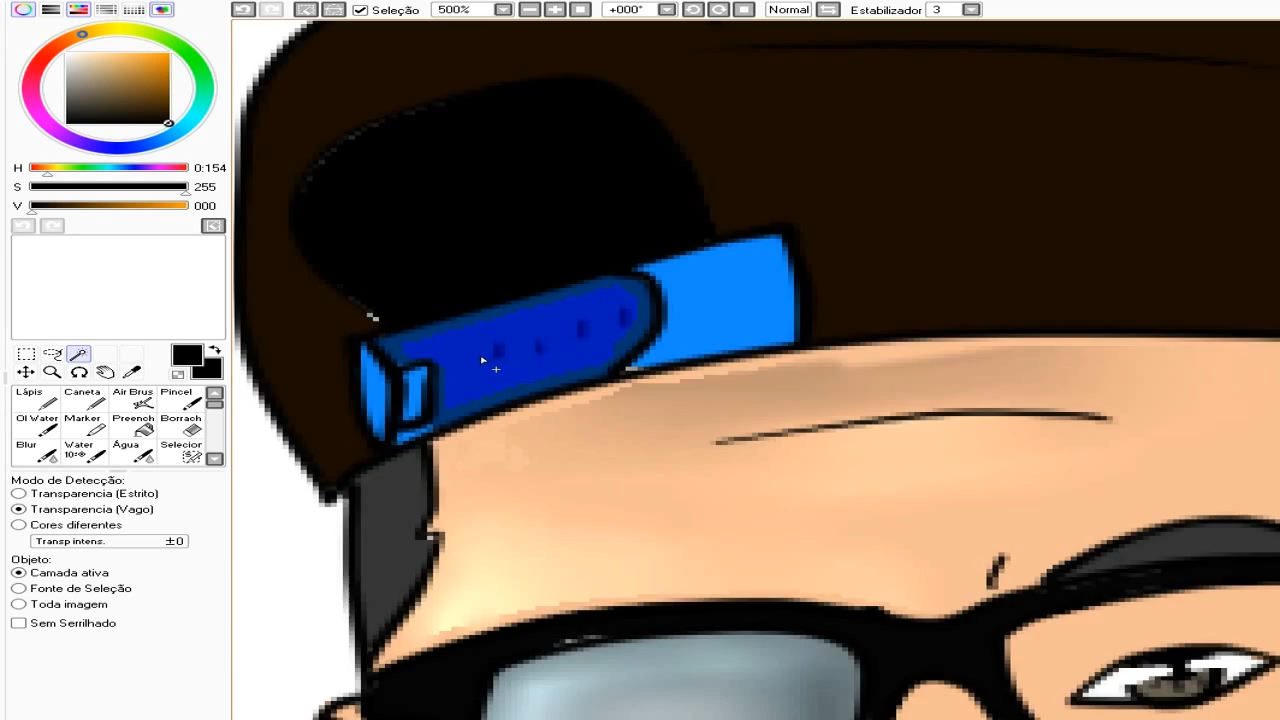 Seleção 500% +000° Normal Estabilizador 3
H 0:154
S 255
V 000
Lápis Caneta Air Brus Pincel
Ol Water Marker Preench Borrach
Blur Water 10:® Água Selecior
Modo de Detecção:
Transparencia (Estrito)
Transparencia (Vago)
Cores diferentes
Transp intens. ±0
Objeto:
Camada ativa
Fonte de Seleção
Toda imagem
Sem Serrilhado